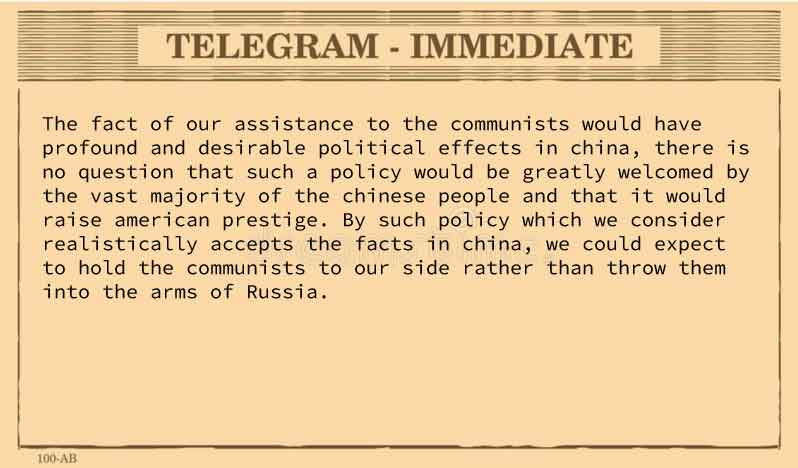 TELEGRAM - IMMEDIATE
The fact of our assistance to the communists would have
profound and desirable political effects in china, there is
no question that such a policy would be greatly welcomed by
the vast majority of the chinese people and that it would
raise american prestige. By such policy which we consider
realistically accepts the facts in china, we could expect
to hold the communists to our side rather than throw them
into the arms of Russia.
100-AB